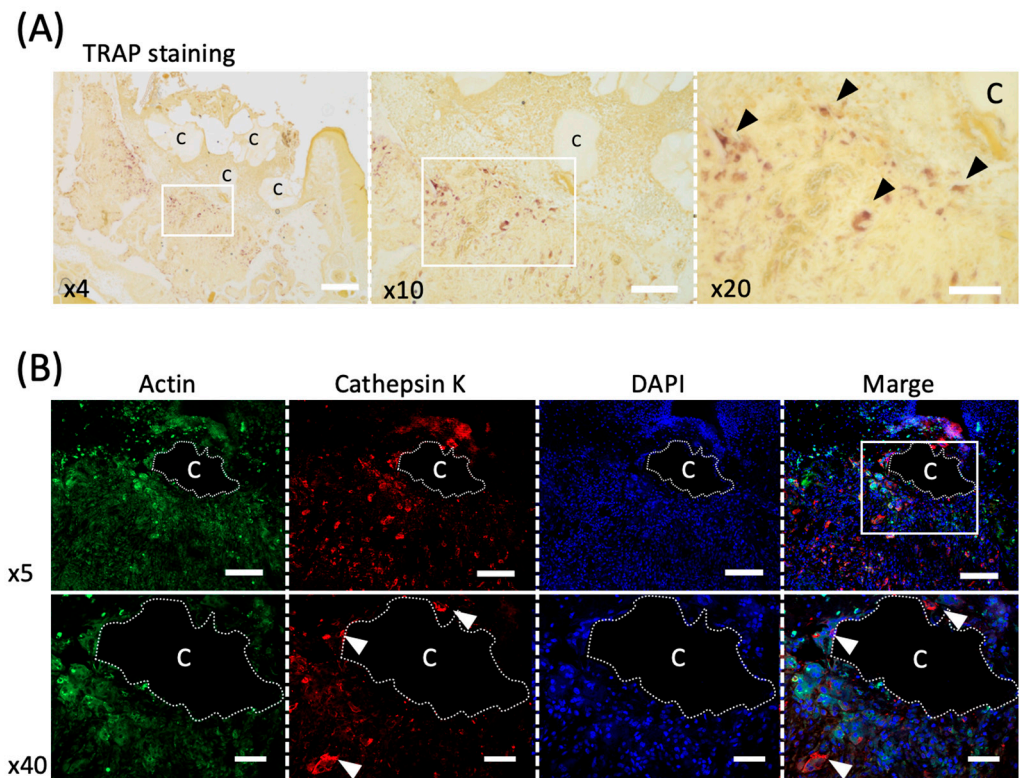 (A)
TRAP staining
C C
C
C
x4
C
x10
C
x20
(B)
Actin Cathepsin K DAPI Marge
C C C C
x5
C C C C
x40